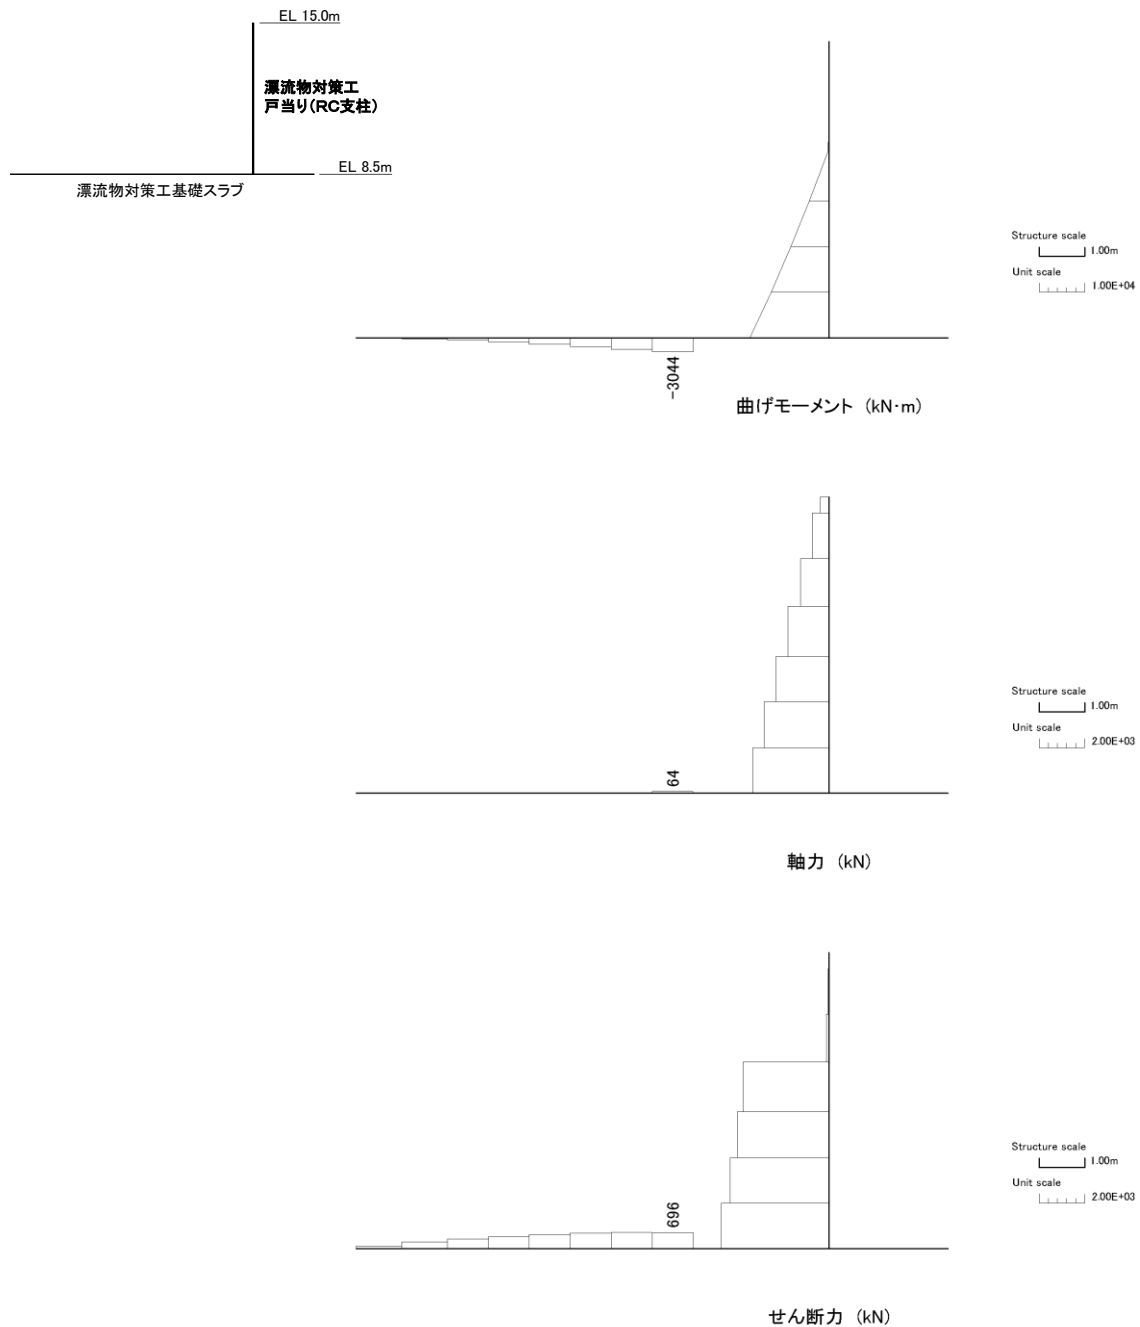 EL 15.0m
漂流物対策工
戸当り(RC支柱)
EL 8.5m
漂流物対策工基礎スラブ
Structure scale
1.00m
Unit scale
1.00E+04
-3044
曲げモーメント (kN・m)
Structure scale
1.00m
Unit scale
2.00E+03
64
軸力 (kN)
Structure scale
1.00m
Unit scale
2.00E+03
696
せん断力 (kN)